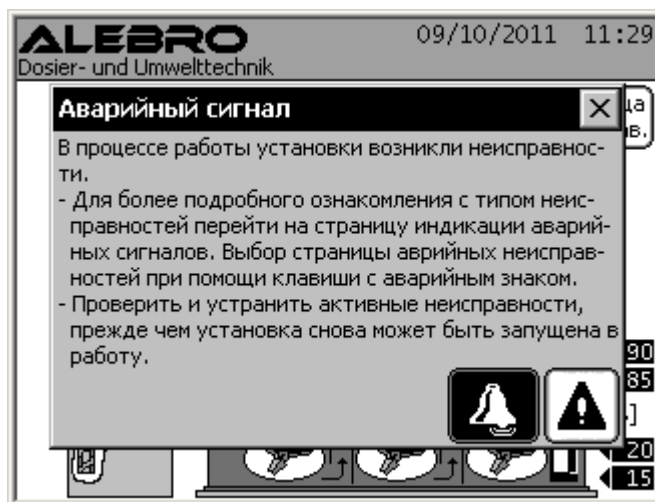 ALEBRO
09/10/2011 11:29
Dosier- und Umwelttechnik
Аварийный сигнал
ца
ав.
В процессе работы установки возникли неисправнос-
ти.
- Для более подробного ознакомления с типом неис-
правностей перейти на страницу индикации аварий-
ных сигналов. Выбор страницы аврийных неисправ-
ностей при помощи клавиши с аварийным знаком.
- Проверить и устранить активные неисправности,
прежде чем установка снова может быть запущена в
работу.
90
85
]
20
15